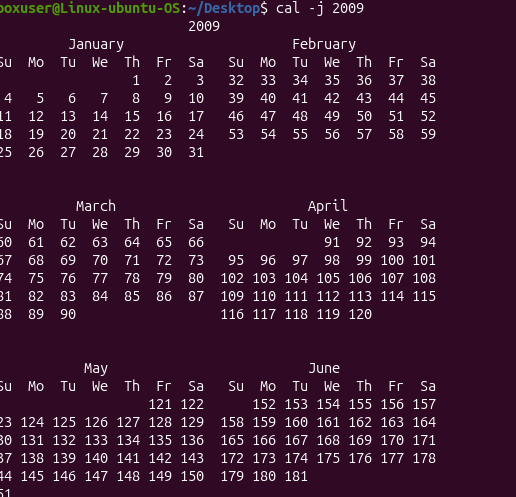 boxuser@Linux-ubuntu-OS:~/Desktop$ cal -j 2009
                        2009
         January                     February
Su  Mo  Tu  We  Th  Fr  Sa   Su  Mo  Tu  We  Th  Fr  Sa
                 1   2   3   32  33  34  35  36  37  38
 4   5   6   7   8   9  10   39  40  41  42  43  44  45
11  12  13  14  15  16  17   46  47  48  49  50  51  52
18  19  20  21  22  23  24   53  54  55  56  57  58  59
25  26  27  28  29  30  31
          March                        April
Su  Mo  Tu  We  Th  Fr  Sa   Su  Mo  Tu  We  Th  Fr  Sa
60  61  62  63  64  65  66               91  92  93  94
67  68  69  70  71  72  73   95  96  97  98  99 100 101
74  75  76  77  78  79  80  102 103 104 105 106 107 108
81  82  83  84  85  86  87  109 110 111 112 113 114 115
88  89  90                  116 117 118 119 120
           May                         June
Su  Mo  Tu  We  Th  Fr  Sa   Su  Mo  Tu  We  Th  Fr  Sa
                   121 122      152 153 154 155 156 157
23 124 125 126 127 128 129  158 159 160 161 162 163 164
30 131 132 133 134 135 136  165 166 167 168 169 170 171
37 138 139 140 141 142 143  172 173 174 175 176 177 178
44 145 146 147 148 149 150  179 180 181
51